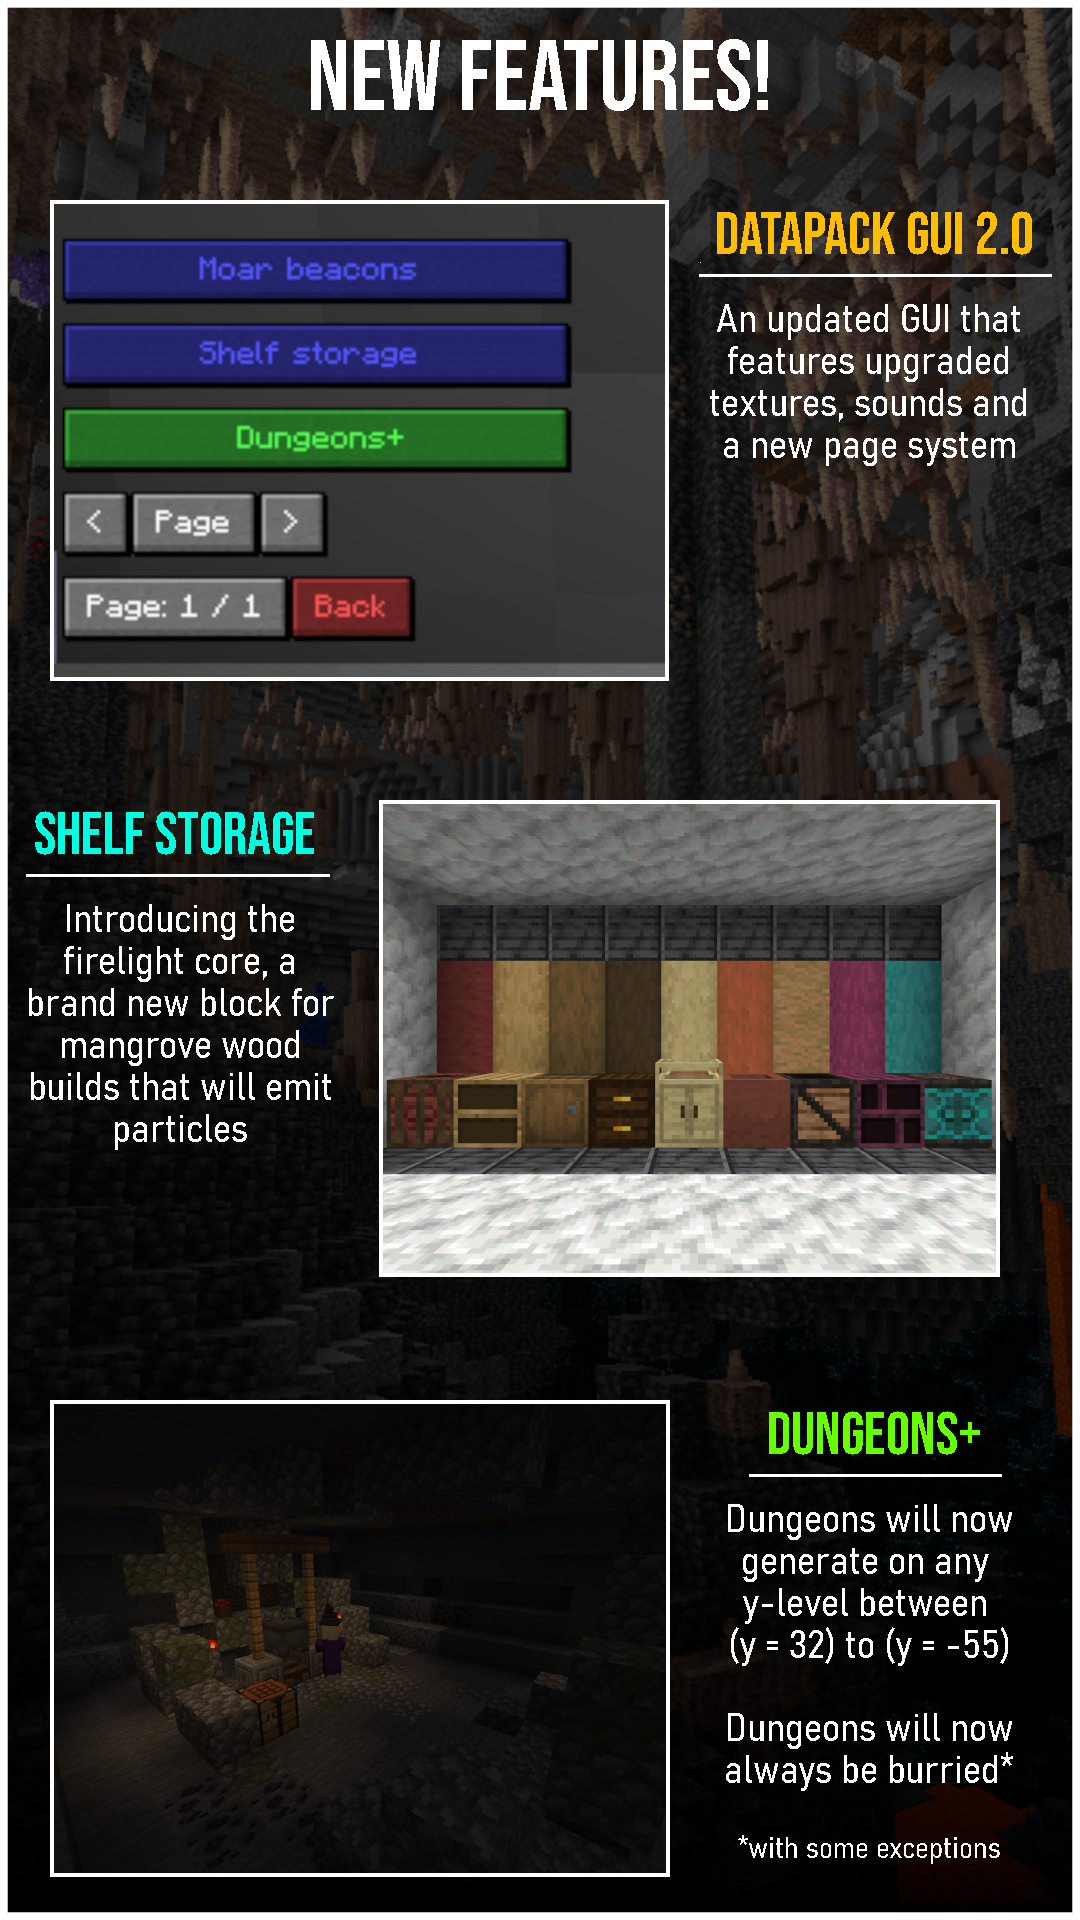 NEW FEATURES!
Moar beacons
Shelf storage
Dungeons+
< Page >
Page: 1 / 1 Back
DATAPACK GUI 2.0
An updated GUI that
features upgraded
textures, sounds and
a new page system
SHELF STORAGE
Introducing the
firelight core, a
brand new block for
mangrove wood
builds that will emit
particles
DUNGEONS+
Dungeons will now
generate on any
y-level between
(y = 32) to (y = -55)
Dungeons will now
always be burried*
*with some exceptions